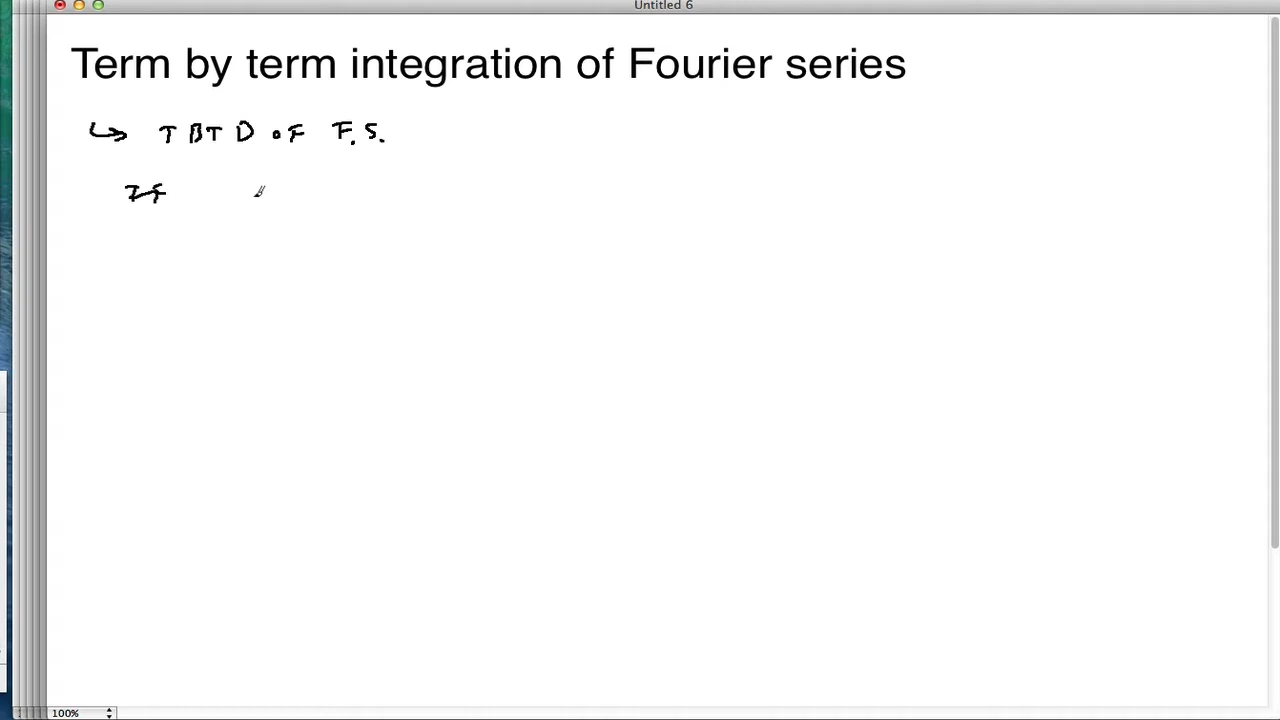 Untitled 6
Term by term integration of Fourier series
↳ TBTD OF F.S.
If
100%